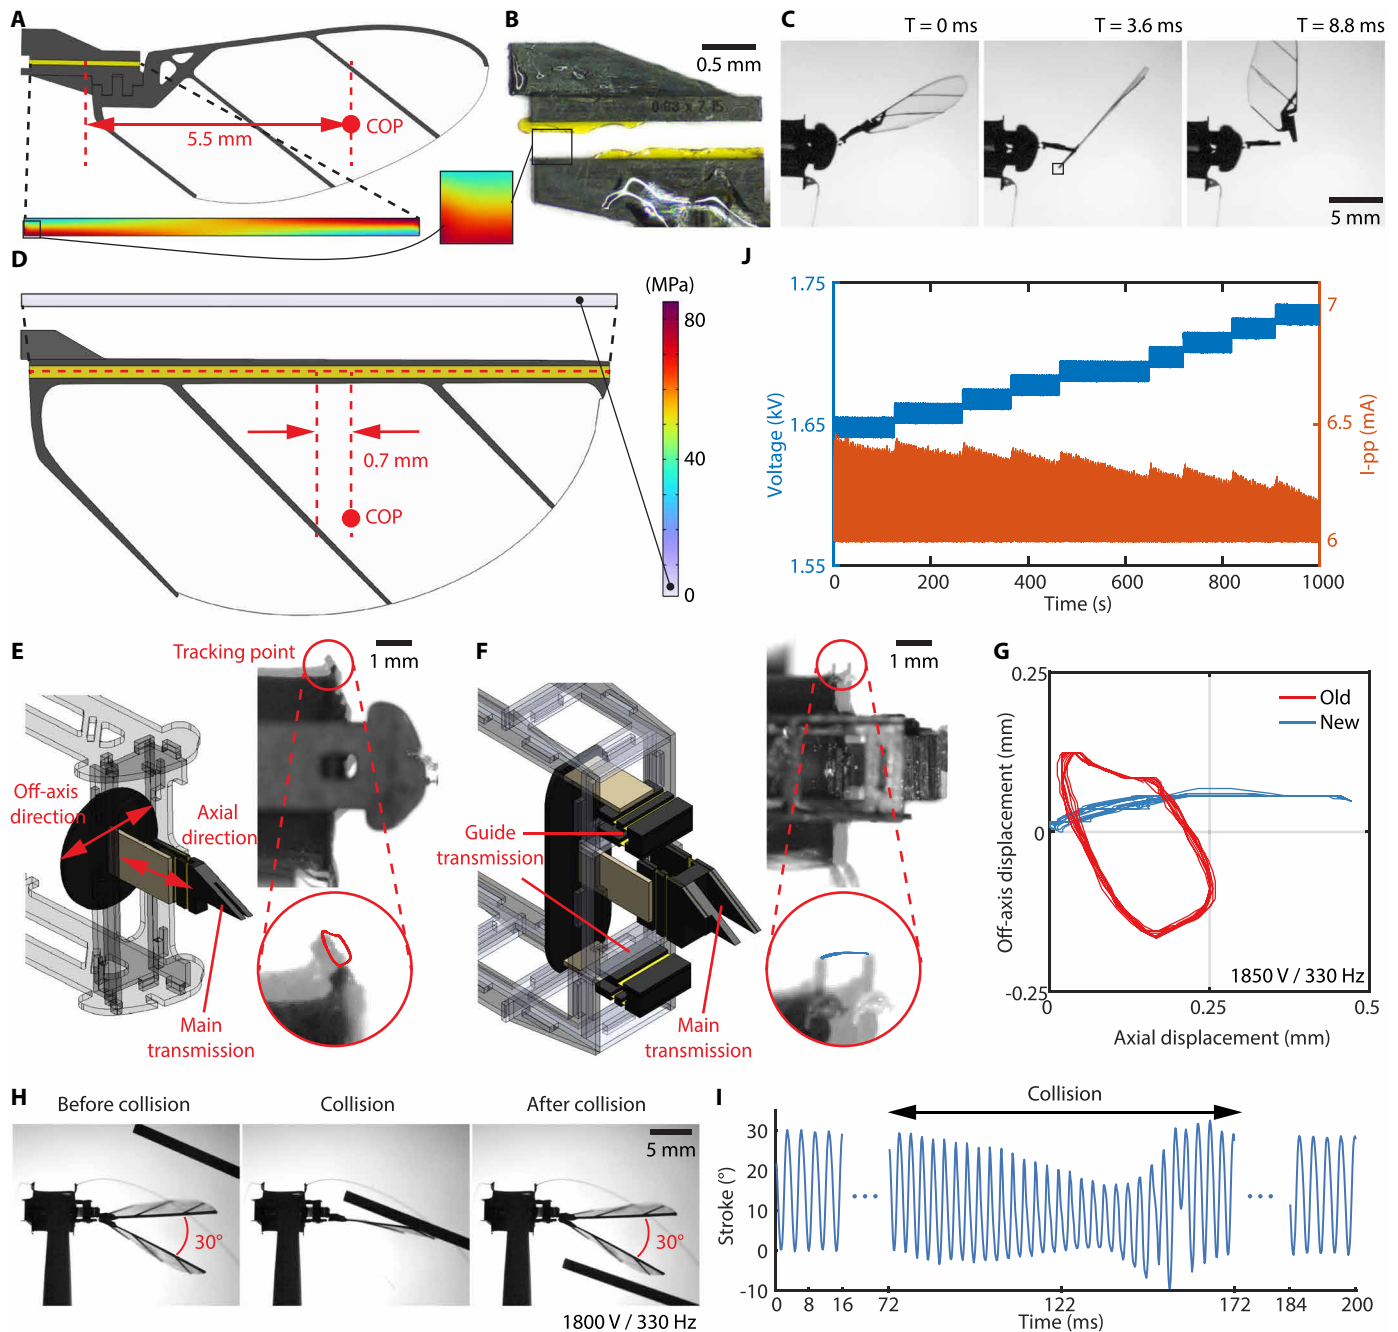 A
5.5 mm
COP
B
0.5 mm
C
T = 0 ms
T = 3.6 ms
T = 8.8 ms
5 mm
D
(MPa)
80
40
0
0.7 mm
COP
J
1.75
1.65
1.55
Voltage (kV)
7
6.5
6
I-pp (mA)
0
200
400
600
800
1000
Time (s)
E
Tracking point
1 mm
Off-axis
direction
Axial
direction
Main
transmission
F
1 mm
Guide
transmission
Main
transmission
G
0.25
0
-0.25
Off-axis displacement (mm)
Old
New
1850 V / 330 Hz
0
0.25
0.5
Axial displacement (mm)
H
Before collision
Collision
After collision
5 mm
30°
30°
1800 V / 330 Hz
I
Collision
30
20
10
0
-10
Stroke (°)
0
8
16
72
122
172
184
200
Time (ms)